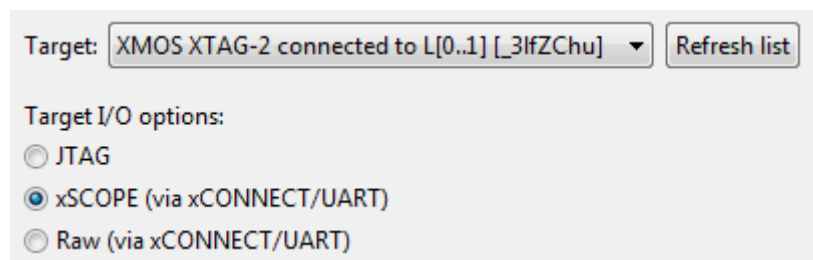 Target: XMOS XTAG-2 connected to L[0..1] [_3IfZChu] Refresh list
Target I/O options:
JTAG
xSCOPE (via xCONNECT/UART)
Raw (via xCONNECT/UART)